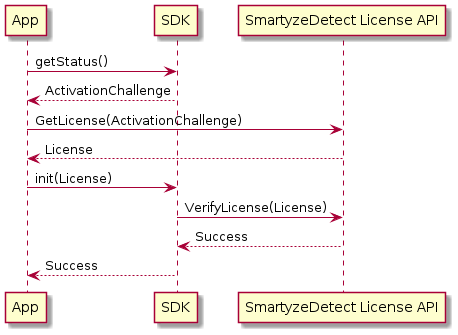 App
SDK
SmartyzeDetect License API
getStatus()
ActivationChallenge
GetLicense(ActivationChallenge)
License
init(License)
VerifyLicense(License)
Success
Success
App
SDK
SmartyzeDetect License API